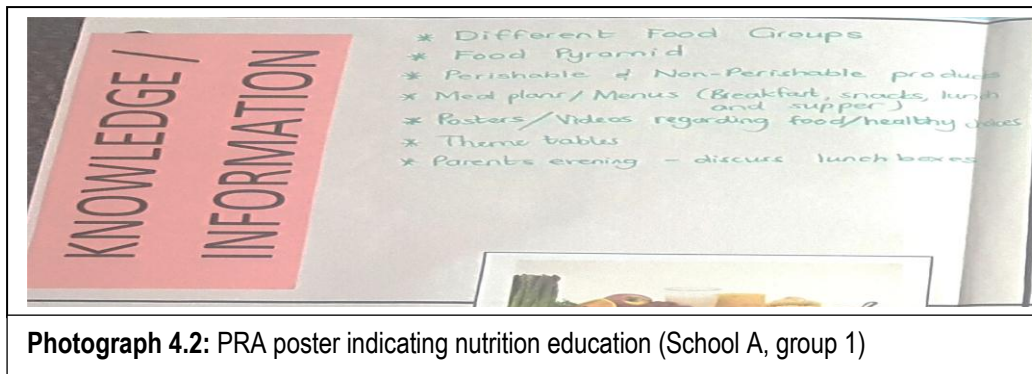 KNOWLEDGE /
INFORMATION
* Different Food Groups
* Food Pyramid
* Perishable & Non-Perishable produces
* Meal plans/Menus (Breakfast, snacks, lunch
and supper)
* Posters/Videos regarding food/healthy choices
* Theme tables
* Parents evening - discuss lunch boxes
Photograph 4.2: PRA poster indicating nutrition education (School A, group 1)